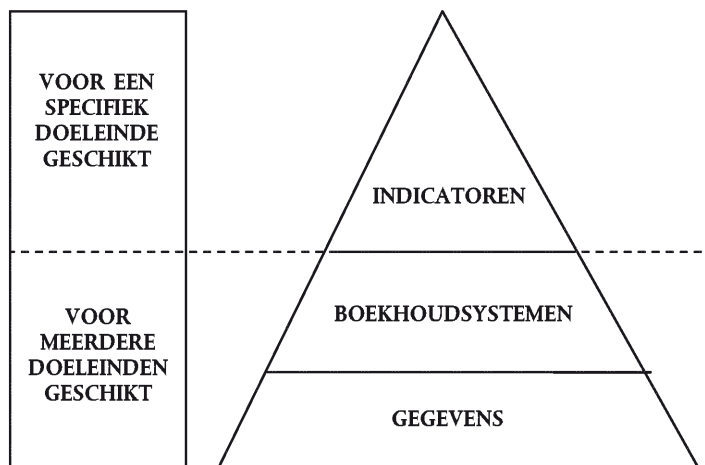 VOOR EEN
SPECIFIEK
DOELEINDE
GESCHIKT
INDICATOREN
VOOR
MEERDERE
DOELEINDEN
GESCHIKT
BOEKHOUDSYSTEMEN
GEGEVENS